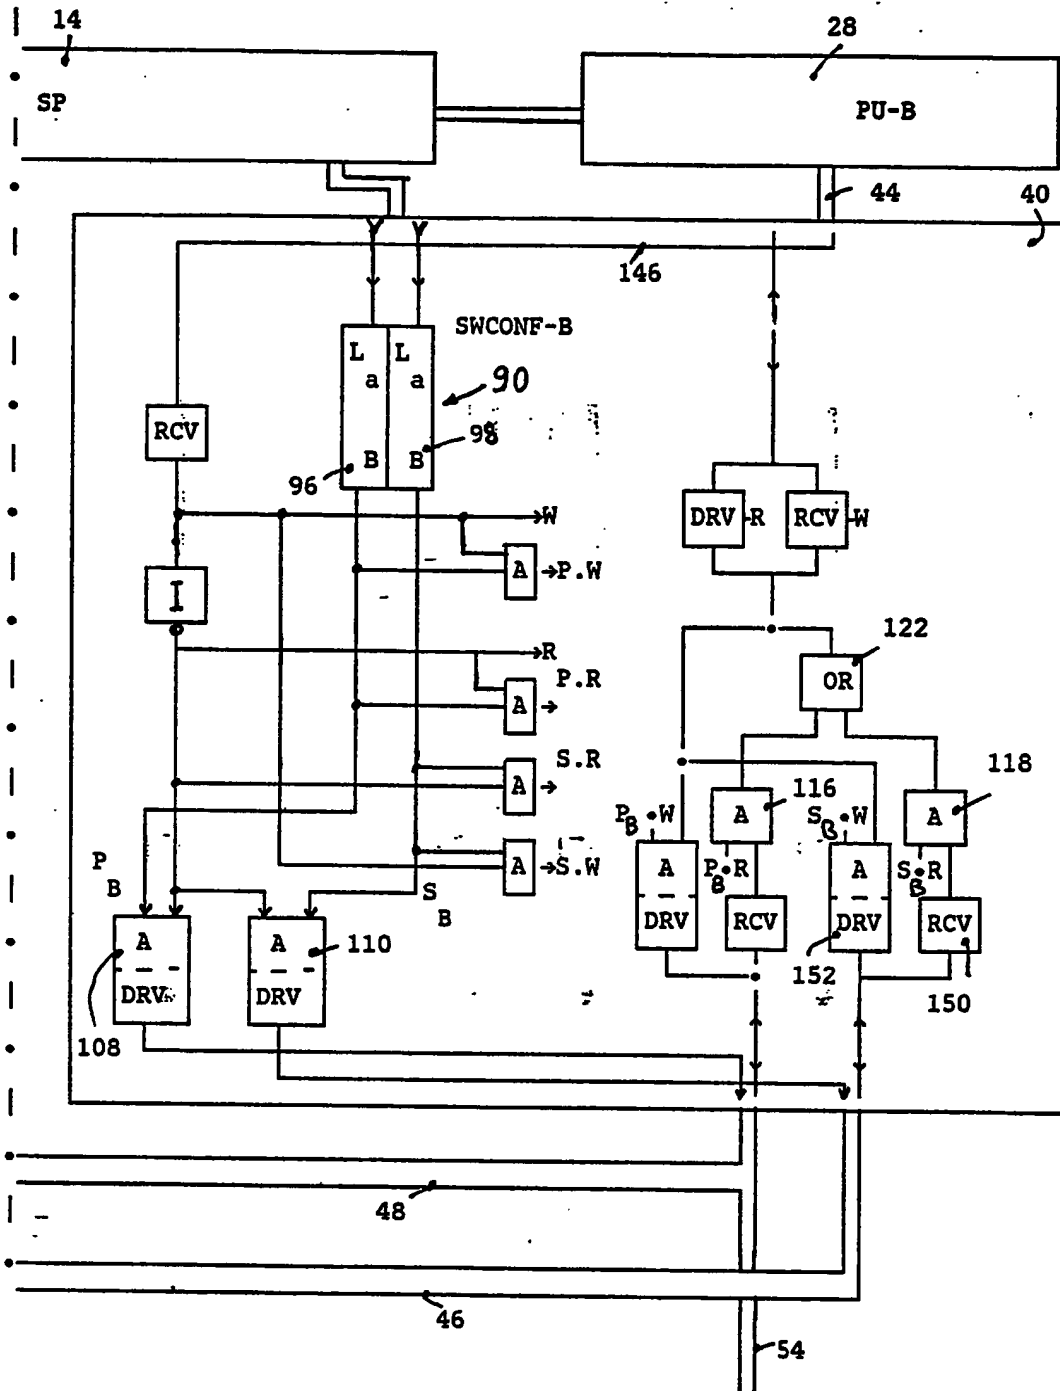 14
28
SP
PU-B
44
40
146
SWCONF-B
L L
a a
90
RCV
B B
98
96
W
DRV R RCV W
A P.W
I
122
R
P.R
OR
A
S.R
118
A
116
P
B
.W
A
S
B
.W
A
A S.W
A
P
B
.R
A
S
B
.R
P
B
S
B
DRV
RCV
DRV
RCV
A
A
110
152
150
DRV
DRV
108
48
46
54